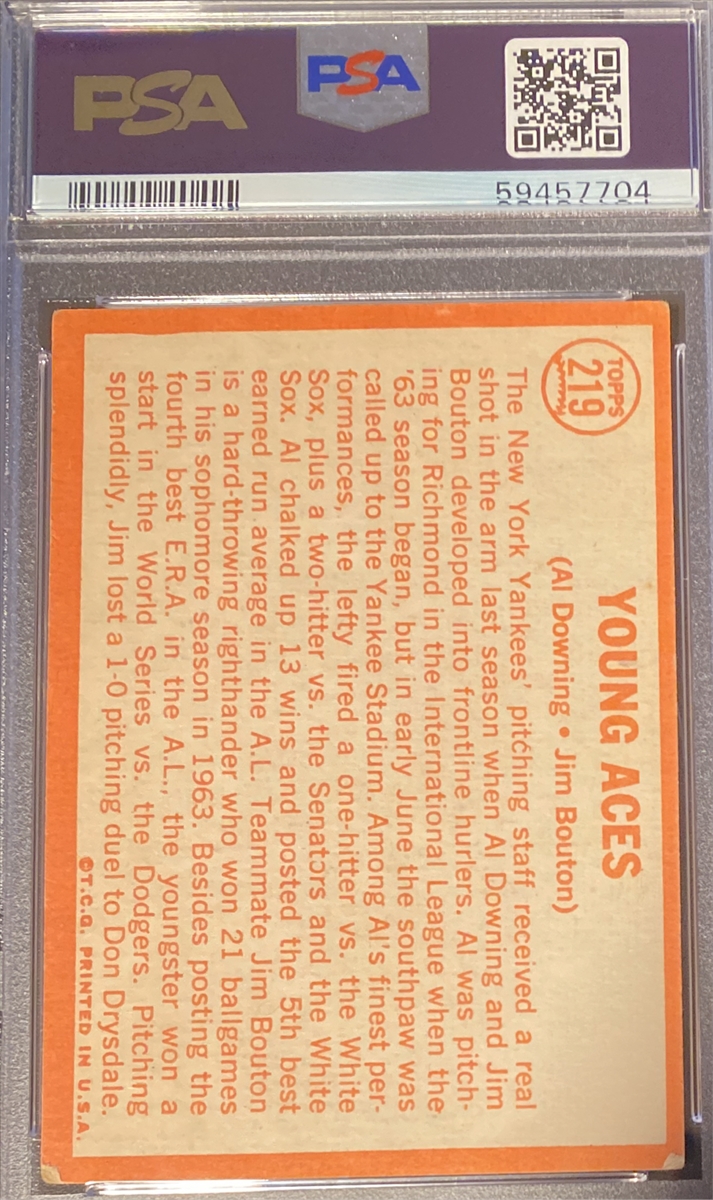 PSA
PSA
59457704
TOPPS
219
YOUNG ACES
(Al Downing • Jim Bouton)
The New York Yankees' pitching staff received a real
shot in the arm last season when Al Downing and Jim
Bouton developed into frontline hurlers. Al was pitch-
ing for Richmond in the International League when the
'63 season began, but in early June the southpaw was
called up to the Yankee Stadium. Among Al's finest per-
formances, the lefty fired a one-hitter vs. the White
Sox, plus a two-hitter vs. the Senators and the White
Sox. Al chalked up 13 wins and posted the 5th best
earned run average in the A.L. Teammate Jim Bouton
is a hard-throwing righthander who won 21 ballgames
in his sophomore season in 1963. Besides posting the
fourth best E.R.A. in the A.L., the youngster won a
start in the World Series vs. the Dodgers. Pitching
splendidly, Jim lost a 1-0 pitching duel to Don Drysdale.
©T.C.G. PRINTED IN U.S.A.